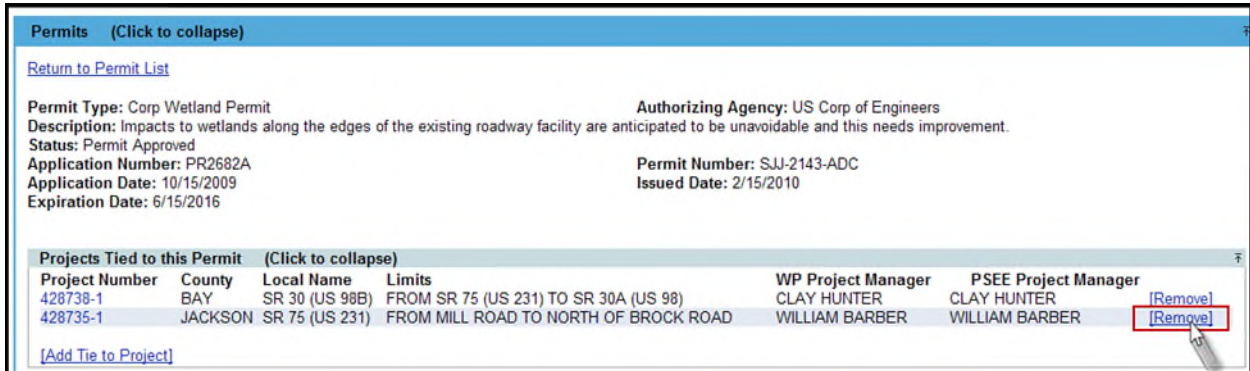 Permits (Click to collapse)
Return to Permit List
Permit Type: Corp Wetland Permit Authorizing Agency: US Corp of Engineers
Description: Impacts to wetlands along the edges of the existing roadway facility are anticipated to be unavoidable and this needs improvement.
Status: Permit Approved
Application Number: PR2682A Permit Number: SJJ-2143-ADC
Application Date: 10/15/2009 Issued Date: 2/15/2010
Expiration Date: 6/15/2016
Projects Tied to this Permit (Click to collapse)
Project Number County Local Name Limits WP Project Manager PSEE Project Manager
428738-1 BAY SR 30 (US 98B) FROM SR 75 (US 231) TO SR 30A (US 98) CLAY HUNTER CLAY HUNTER [Remove]
428735-1 JACKSON SR 75 (US 231) FROM MILL ROAD TO NORTH OF BROCK ROAD WILLIAM BARBER WILLIAM BARBER [Remove]
[Add Tie to Project]